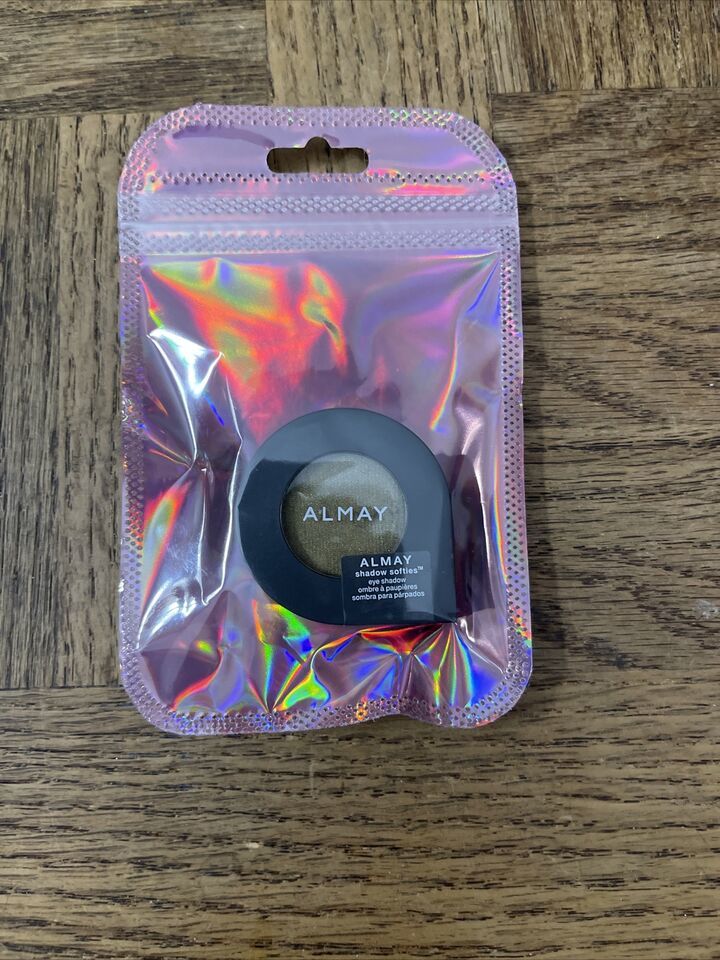 ALMAY
ALMAY
shadow softies™
eye shadow
ombre à paupières
sombra para párpados